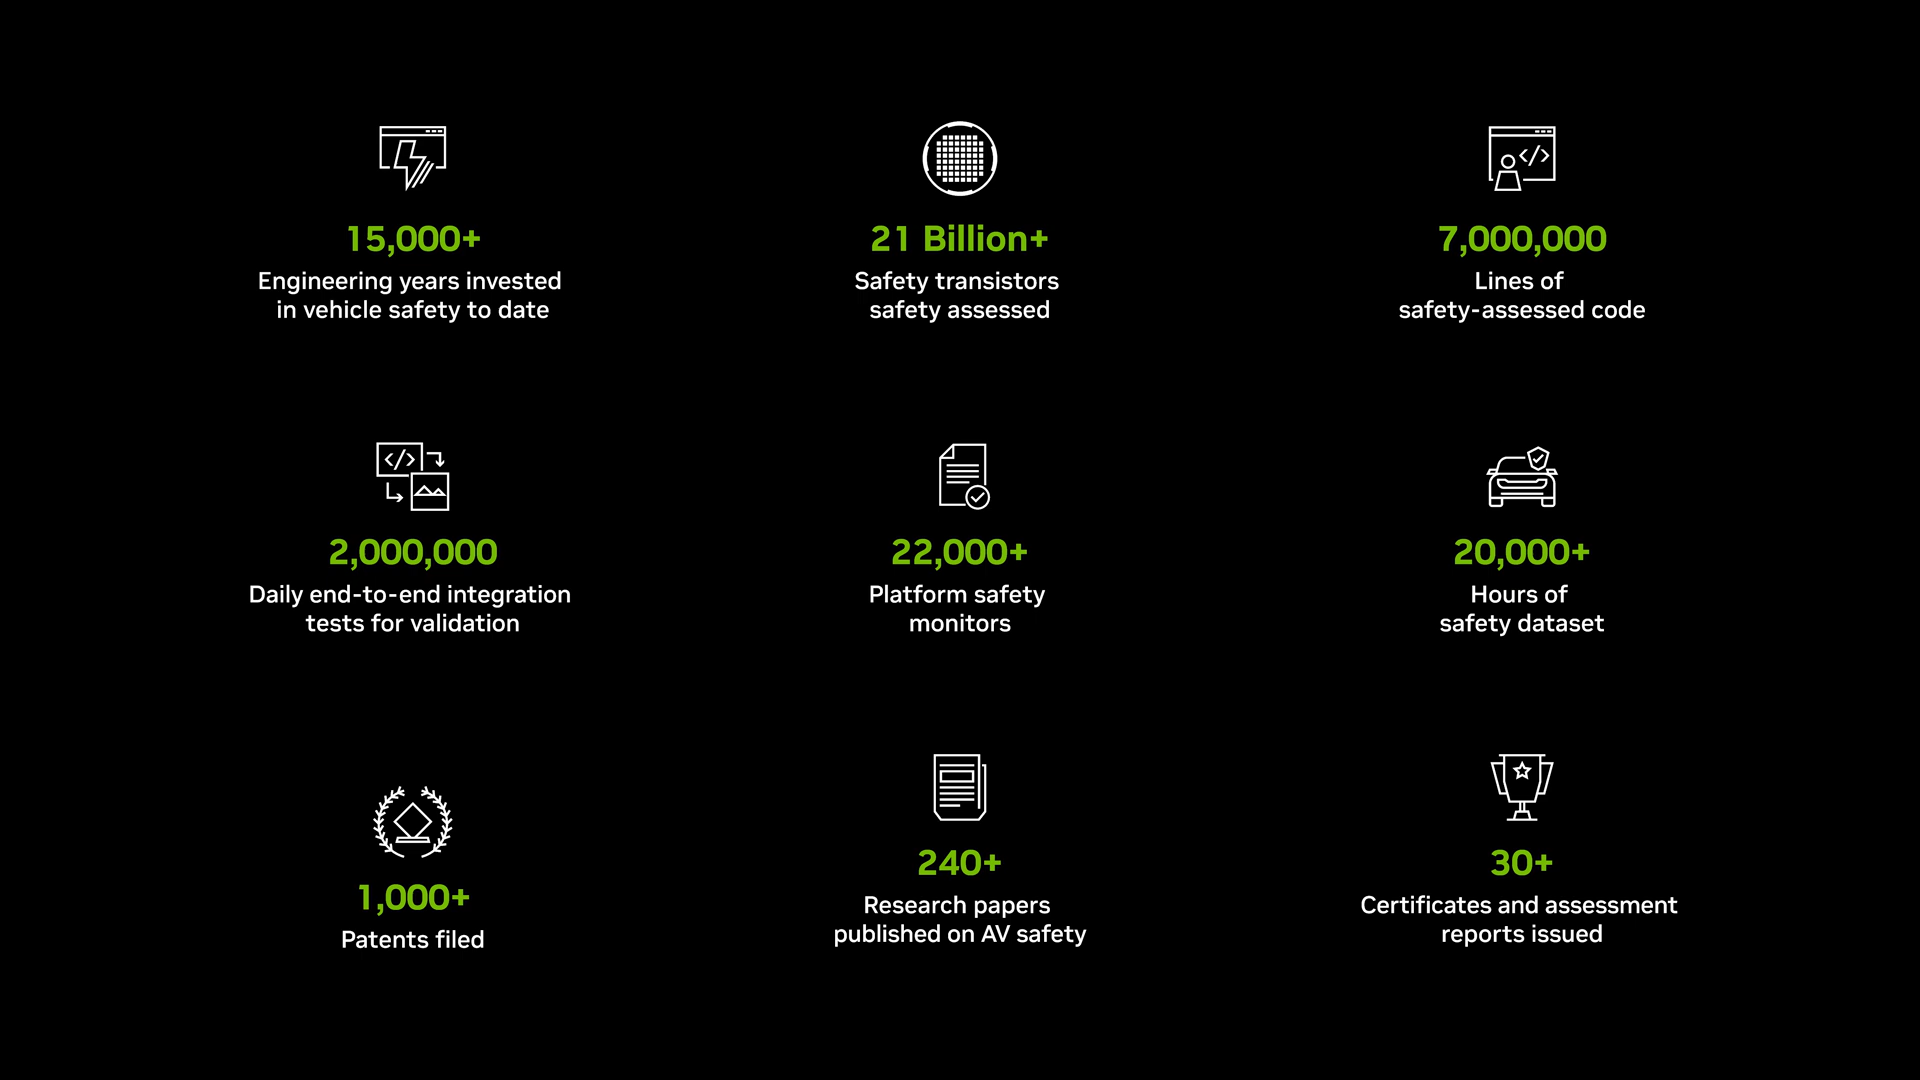 15,000+
Engineering years invested
in vehicle safety to date
21 Billion+
Safety transistors
safety assessed
7,000,000
Lines of
safety-assessed code
2,000,000
Daily end-to-end integration
tests for validation
22,000+
Platform safety
monitors
20,000+
Hours of
safety dataset
1,000+
Patents filed
240+
Research papers
published on AV safety
30+
Certificates and assessment
reports issued